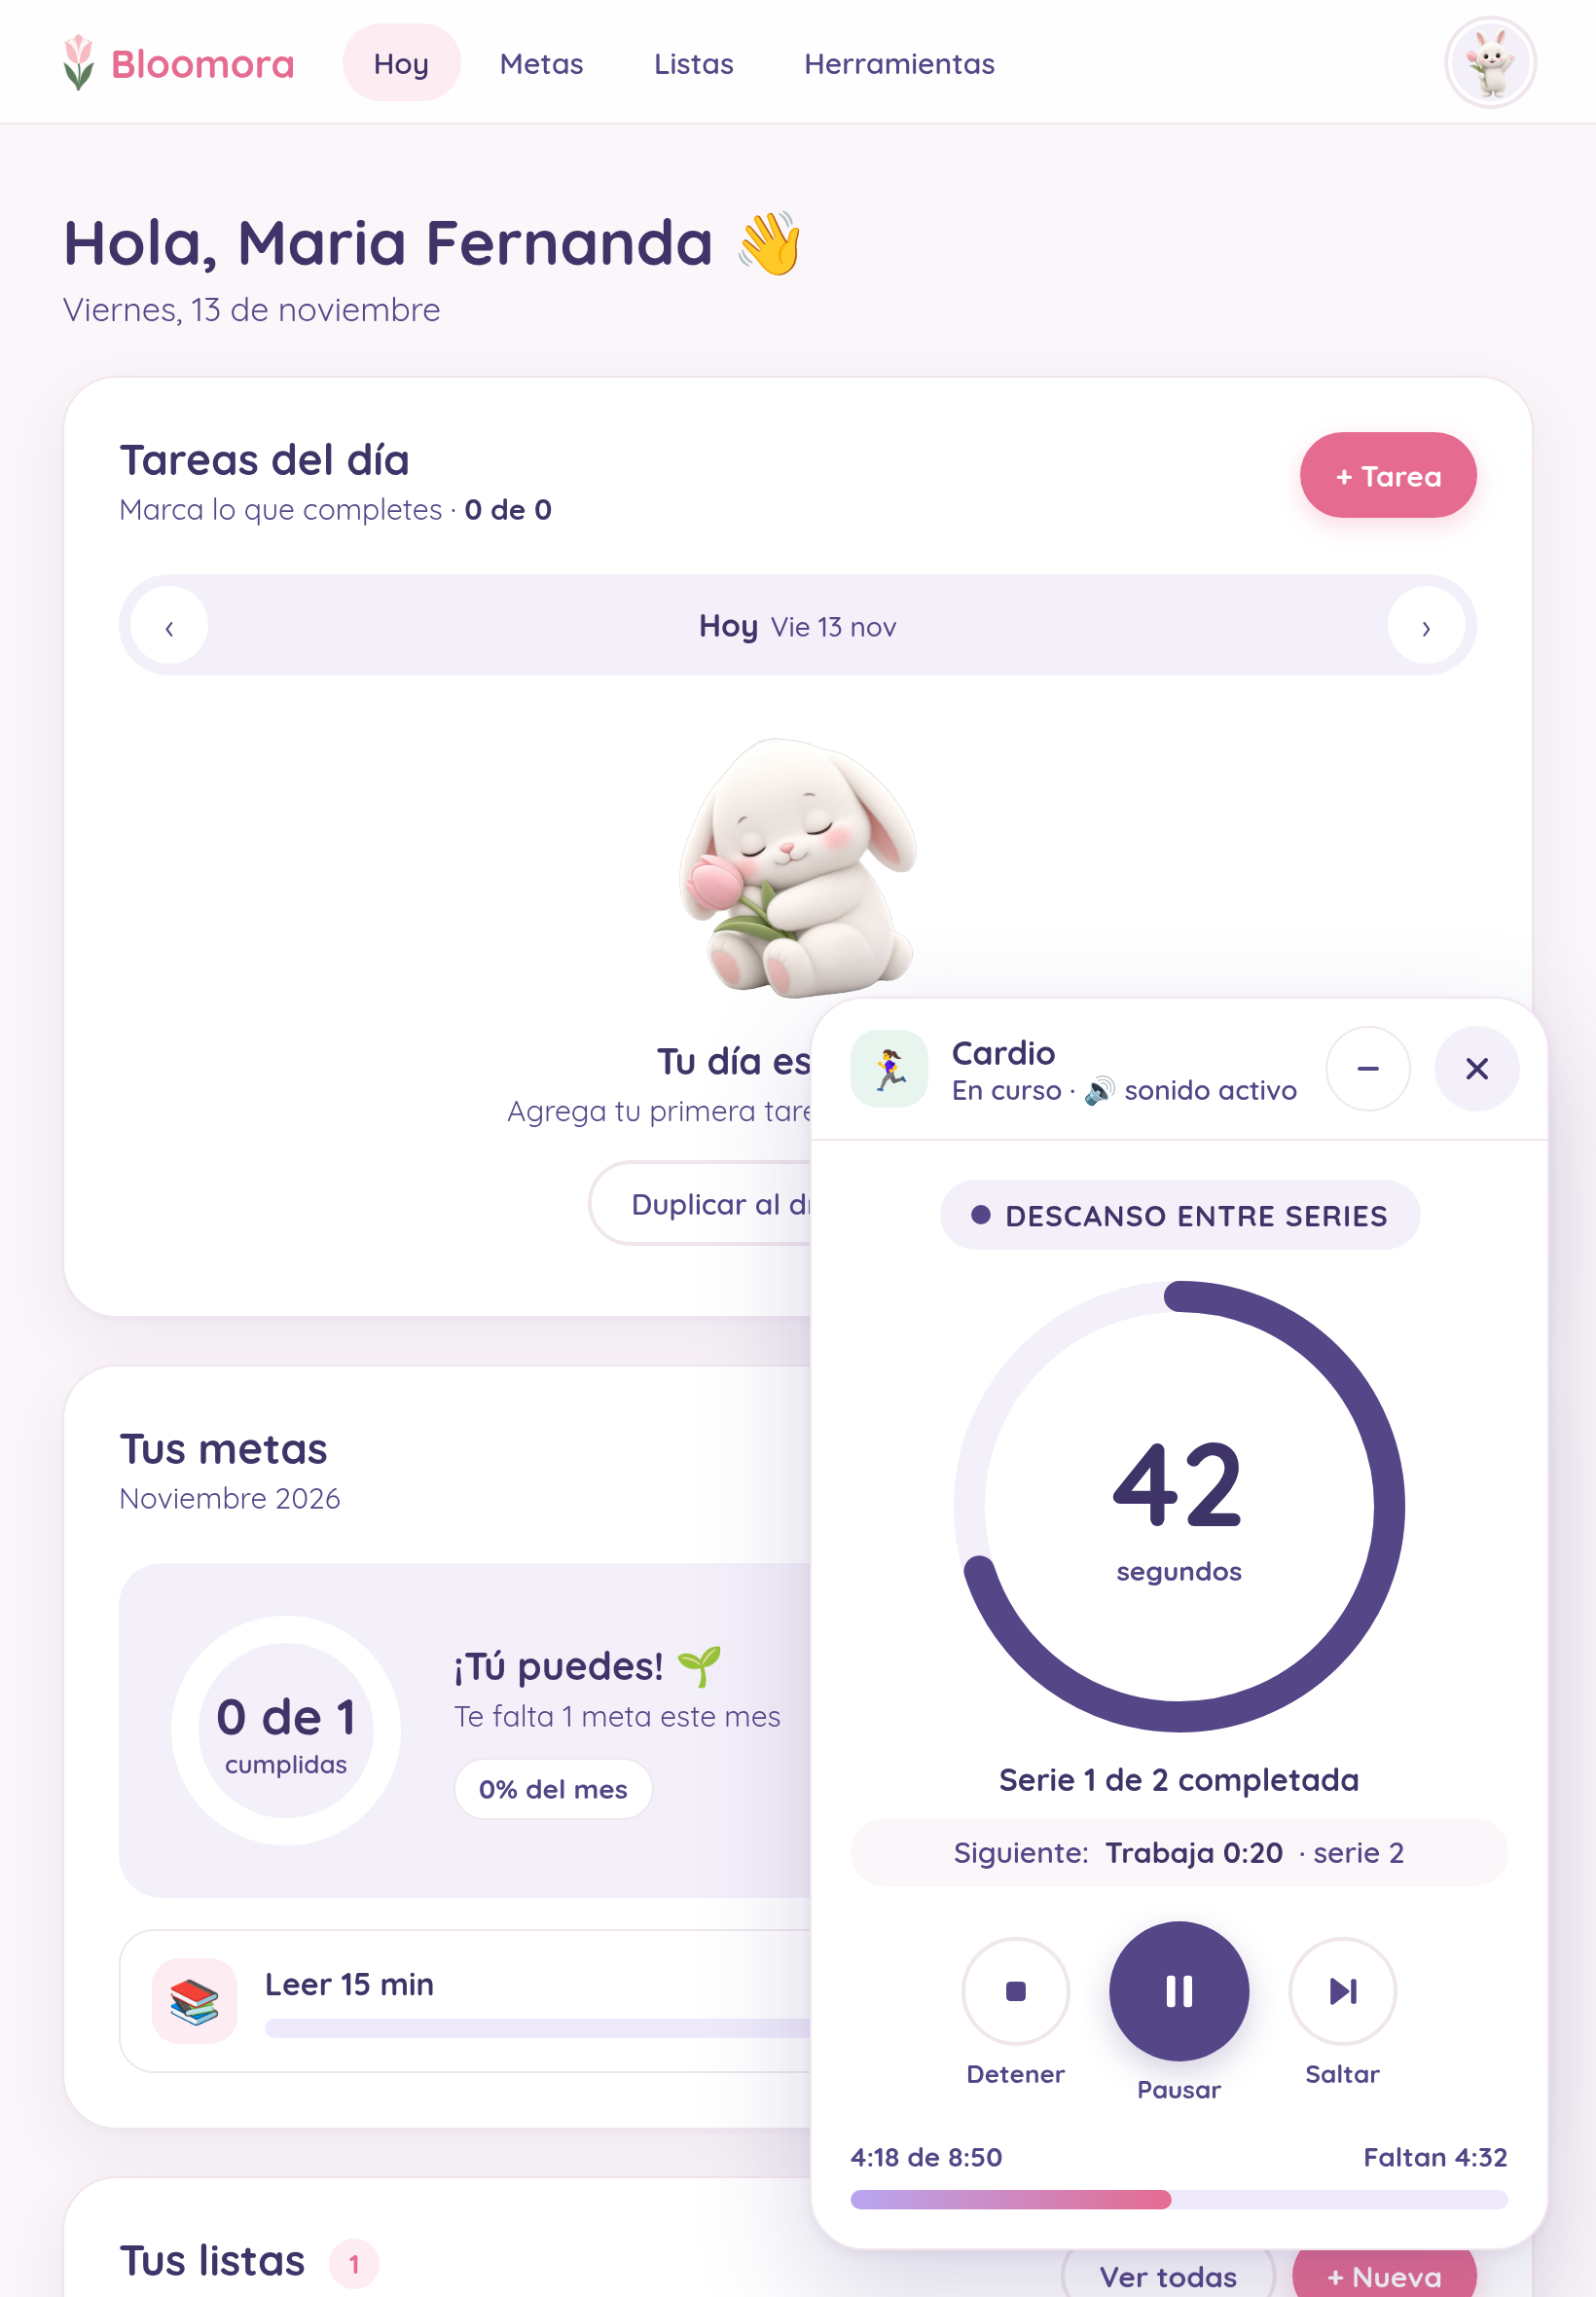 Bloomora
Hoy
Metas
Listas
Herramientas
Hola, Maria Fernanda 👋
Viernes, 13 de noviembre
Tareas del día
Marca lo que completes · 0 de 0
+ Tarea
‹
Hoy Vie 13 nov
›
Tu día es
Agrega tu primera tare
Duplicar al d
Cardio
En curso · 🔊 sonido activo
DESCANSO ENTRE SERIES
42
segundos
Serie 1 de 2 completada
Siguiente: Trabaja 0:20 · serie 2
Detener
Pausar
Saltar
4:18 de 8:50
Faltan 4:32
Tus metas
Noviembre 2026
0 de 1
cumplidas
¡Tú puedes! 🌱
Te falta 1 meta este mes
0% del mes
Leer 15 min
Tus listas
1
Ver todas
+ Nueva